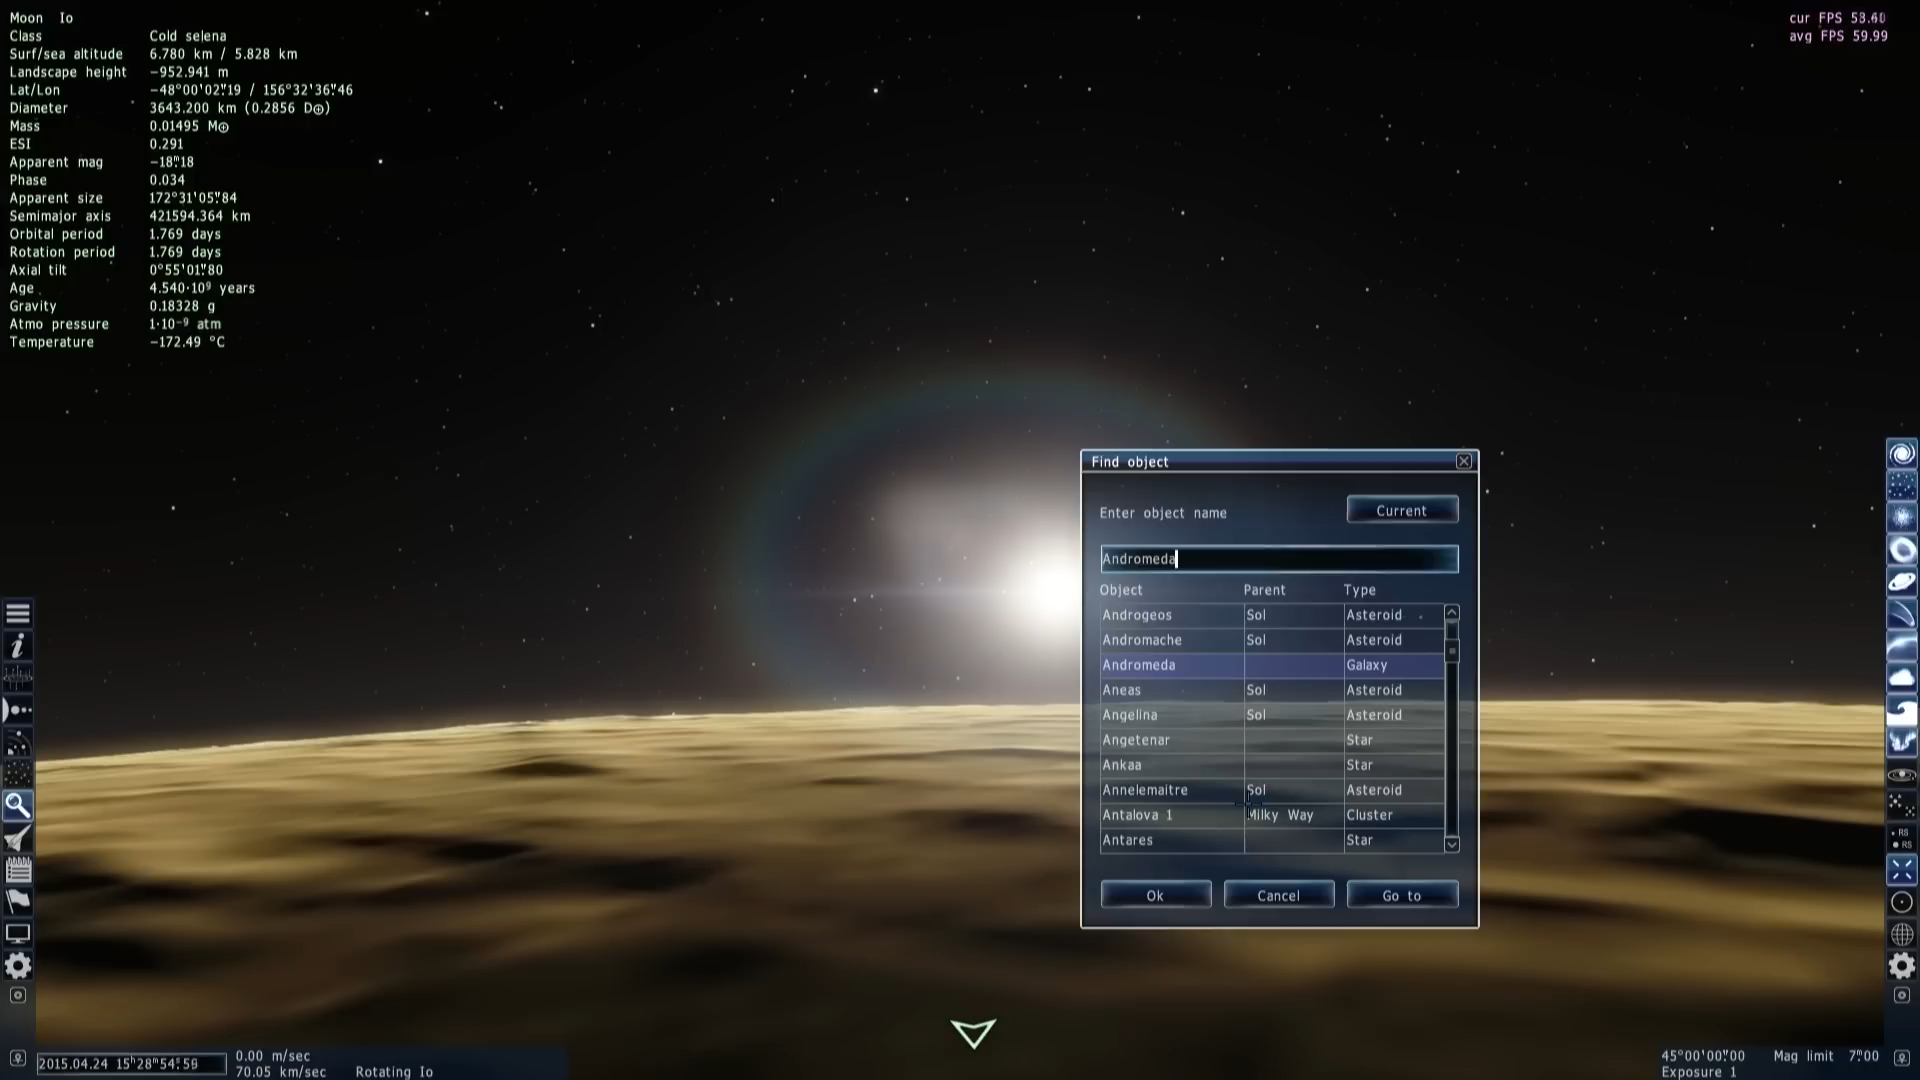 Moon Io
Class Cold selena
Surf/sea altitude 6.780 km / 5.828 km
Landscape height −952.941 m
Lat/Lon −48°00'02"19 / 156°32'36"46
Diameter 3643.200 km (0.2856 D⊕)
Mass 0.01495 M⊕
ESI 0.291
Apparent mag −18ᵐ18
Phase 0.034
Apparent size 172°31'05"84
Semimajor axis 421594.364 km
Orbital period 1.769 days
Rotation period 1.769 days
Axial tilt 0°55'01"80
Age 4.540·10⁹ years
Gravity 0.18328 g
Atmo pressure 1·10⁻⁹ atm
Temperature −172.49 °C
cur FPS 58.60
avg FPS 59.99
Find object
Enter object name
Current
Andromeda
Object Parent Type
Androgeos Sol Asteroid
Andromache Sol Asteroid
Andromeda Galaxy
Aneas Sol Asteroid
Angelina Sol Asteroid
Angetenar Star
Ankaa Star
Annelemaitre Sol Asteroid
Antalova 1 Milky Way Cluster
Antares Star
Ok Cancel Go to
RS
RS
2015.04.24 15ʰ28ᵐ54ˢ
0.00 m/sec
70.05 km/sec Rotating Io
45°00'00"00 Mag limit 7ᵐ00
Exposure 1